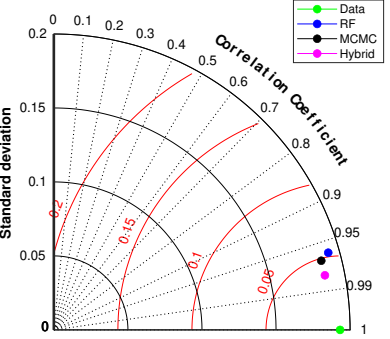 Data
RF
MCMC
Hybrid
0 0.1 0.2 0.3 0.4 0.5 0.6 0.7 0.8 0.9 0.95 0.99 1
Correlation Coefficient
0.2
0.15
0.1
0.05
0
Standard deviation
0.2
0.15
0.1
0.05